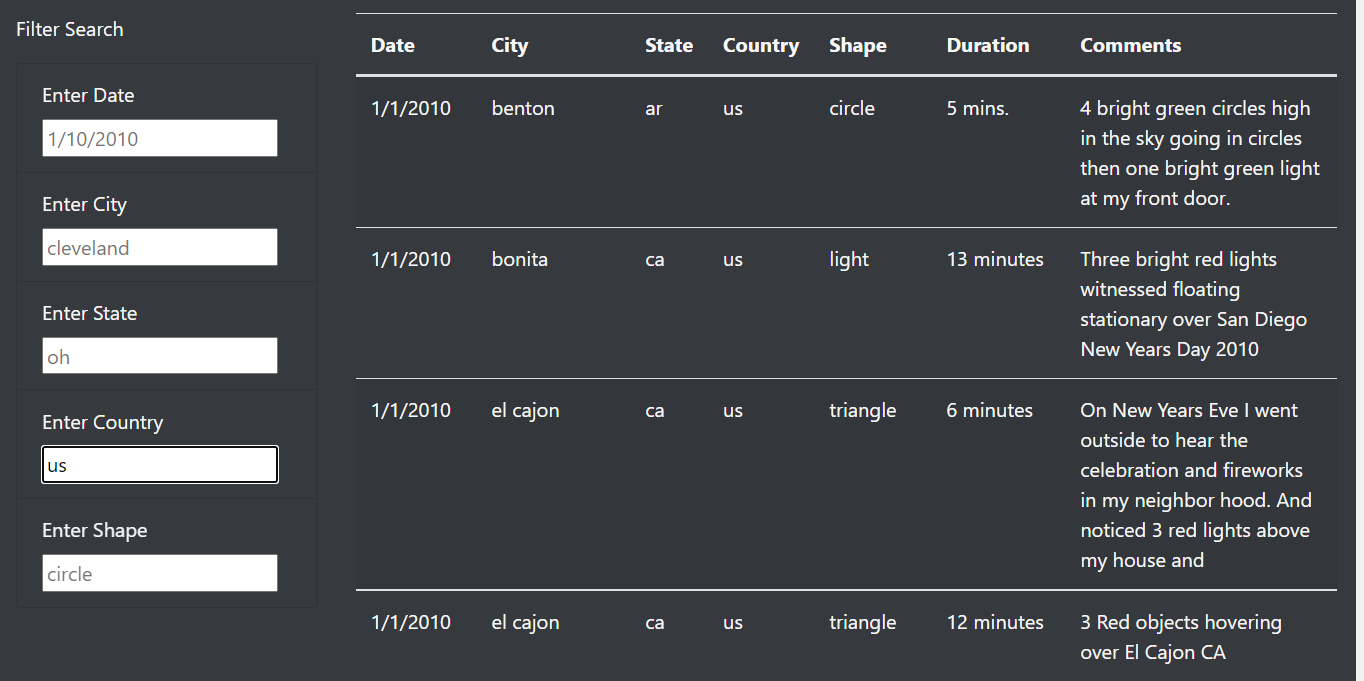 Filter Search
Enter Date
1/10/2010
Enter City
cleveland
Enter State
oh
Enter Country
us
Enter Shape
circle
Date City State Country Shape Duration Comments
1/1/2010 benton ar us circle 5 mins. 4 bright green circles high
in the sky going in circles
then one bright green light
at my front door.
1/1/2010 bonita ca us light 13 minutes Three bright red lights
witnessed floating
stationary over San Diego
New Years Day 2010
1/1/2010 el cajon ca us triangle 6 minutes On New Years Eve I went
outside to hear the
celebration and fireworks
in my neighbor hood. And
noticed 3 red lights above
my house and
1/1/2010 el cajon ca us triangle 12 minutes 3 Red objects hovering
over El Cajon CA